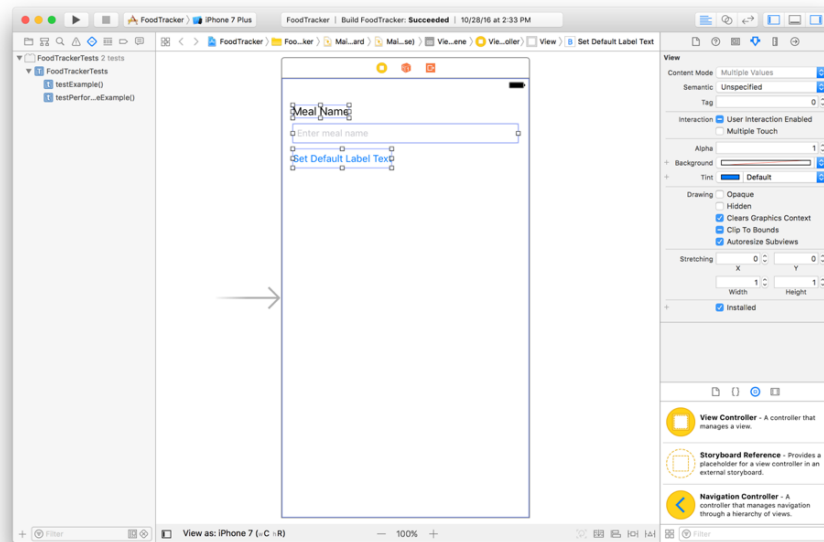 FoodTracker iPhone 7 Plus
FoodTracker | Build FoodTracker: Succeeded | 10/28/16 at 2:33 PM
FoodTracker Foo...ker Mai...ard Mai...se) Vie...ene Vie...oller) View B Set Default Label Text
FoodTrackerTests 2 tests
T FoodTrackerTests
t testExample()
t testPerfor...eExample()
Meal Name
Enter meal name
Set Default Label Text
View
Content Mode Multiple Values
Semantic Unspecified
Tag 0
Interaction User Interaction Enabled
Multiple Touch
Alpha 1
+ Background
+ Tint Default
Drawing Opaque
Hidden
Clears Graphics Context
Clip To Bounds
Autoresize Subviews
Stretching 0 0
X Y
1 1
Width Height
+ Installed
View Controller - A controller that
manages a view.
Storyboard Reference - Provides a
placeholder for a view controller in an
external storyboard.
Navigation Controller - A
controller that manages navigation
through a hierarchy of views.
+ Filter
View as: iPhone 7 (wC hR)
— 100% +
Filter